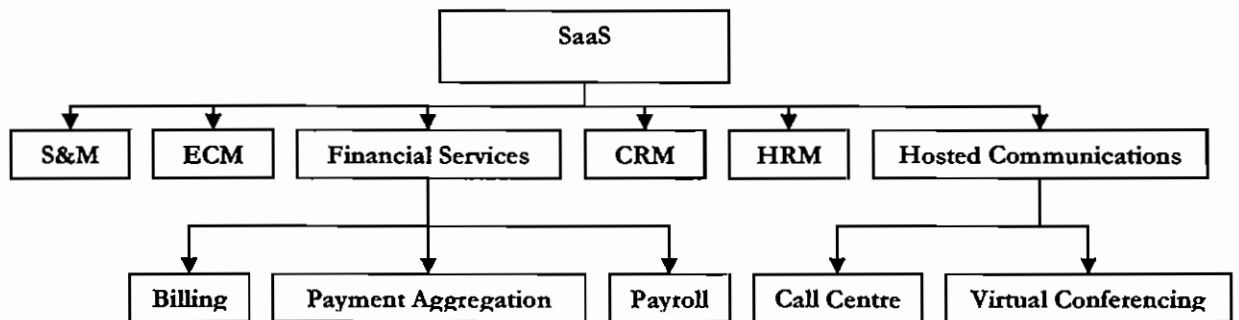 SaaS
S&M
ECM
Financial Services
CRM
HRM
Hosted Communications
Billing
Payment Aggregation
Payroll
Call Centre
Virtual Conferencing